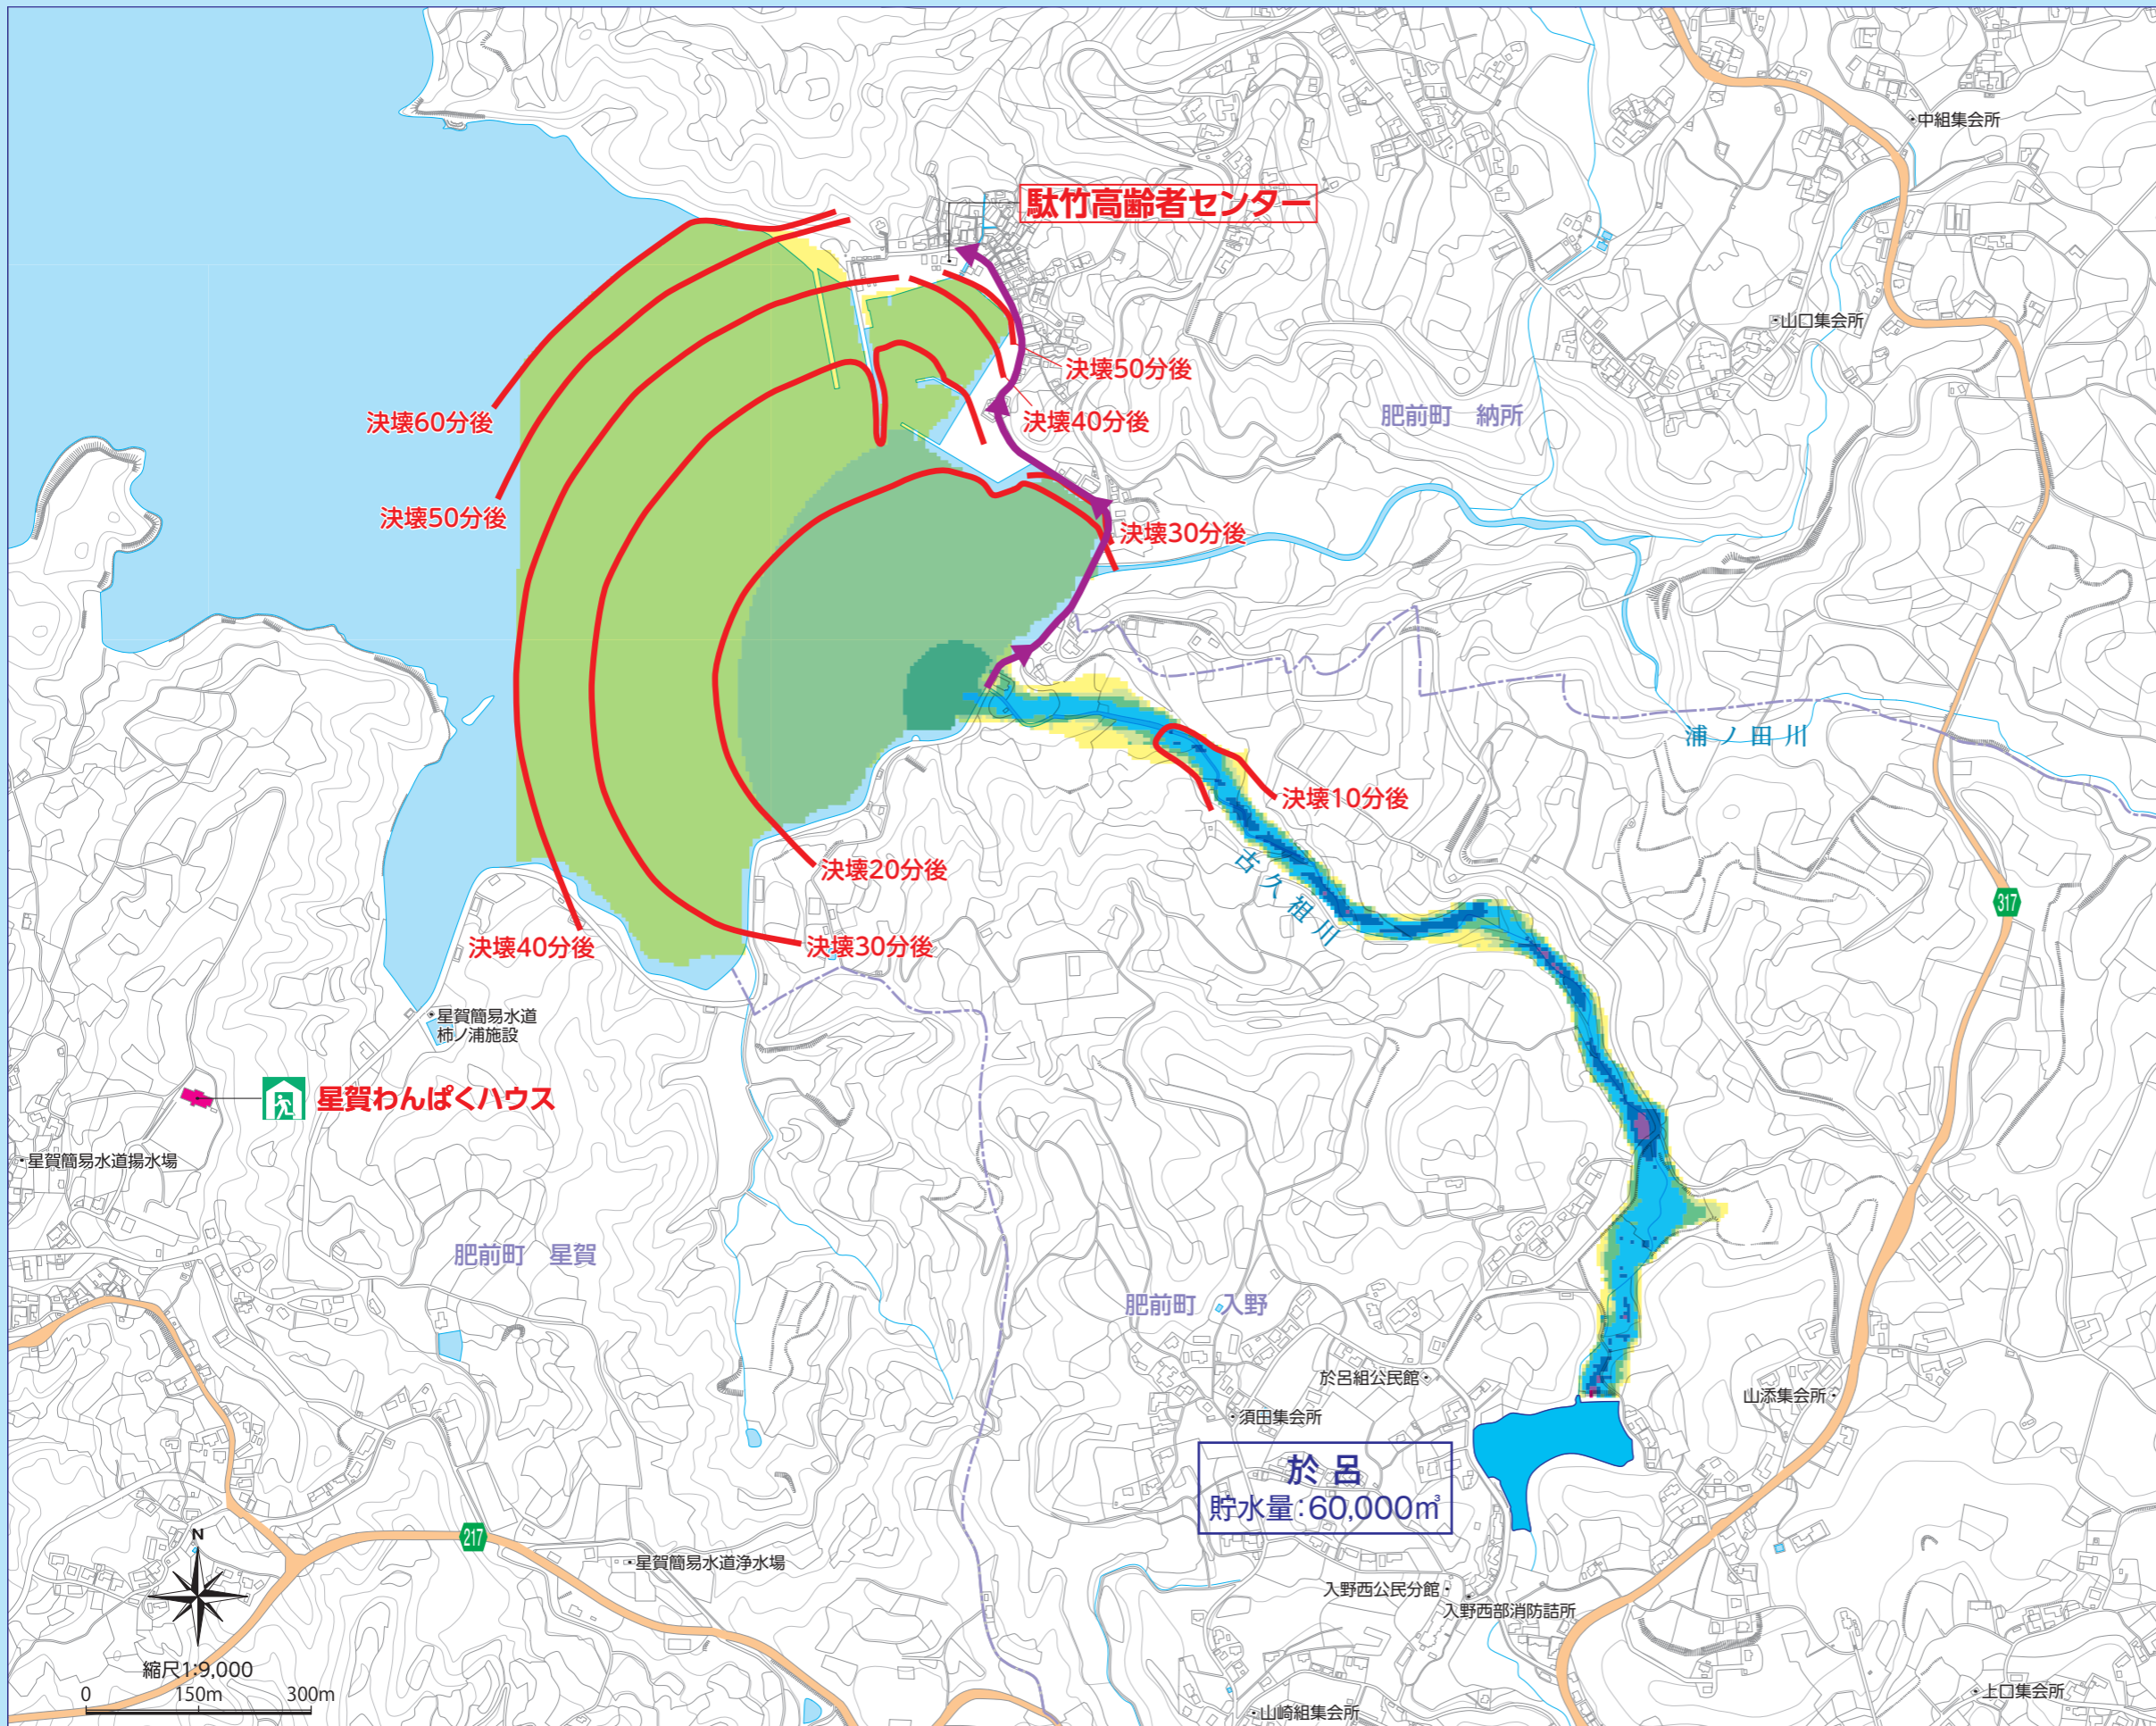 中組集会所
駄竹高齢者センター
山口集会所
決壊50分後
決壊60分後
決壊40分後
肥前町 納所
決壊50分後
決壊30分後
浦ノ田川
決壊10分後
決壊20分後
古久祖川
317
決壊40分後
決壊30分後
星賀簡易水道
柿ノ浦施設
星賀わんぱくハウス
星賀簡易水道揚水場
肥前町 星賀
肥前町 入野
於呂組公民館
山添集会所
須田集会所
於呂
貯水量:60,000㎥
217
N
星賀簡易水道浄水場
入野西公民分館
入野西部消防詰所
縮尺1:9,000
0 150m 300m
上口集会所
山崎組集会所